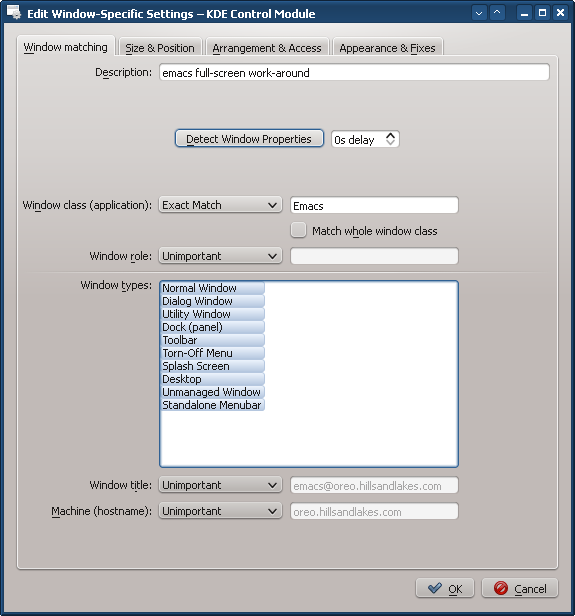 Edit Window-Specific Settings – KDE Control Module
Window matching Size & Position Arrangement & Access Appearance & Fixes
Description: emacs full-screen work-around
Detect Window Properties 0s delay
Window class (application): Exact Match Emacs
Match whole window class
Window role: Unimportant
Window types: Normal Window
Dialog Window
Utility Window
Dock (panel)
Toolbar
Torn-Off Menu
Splash Screen
Desktop
Unmanaged Window
Standalone Menubar
Window title: Unimportant emacs@oreo.hillsandlakes.com
Machine (hostname): Unimportant oreo.hillsandlakes.com
OK Cancel